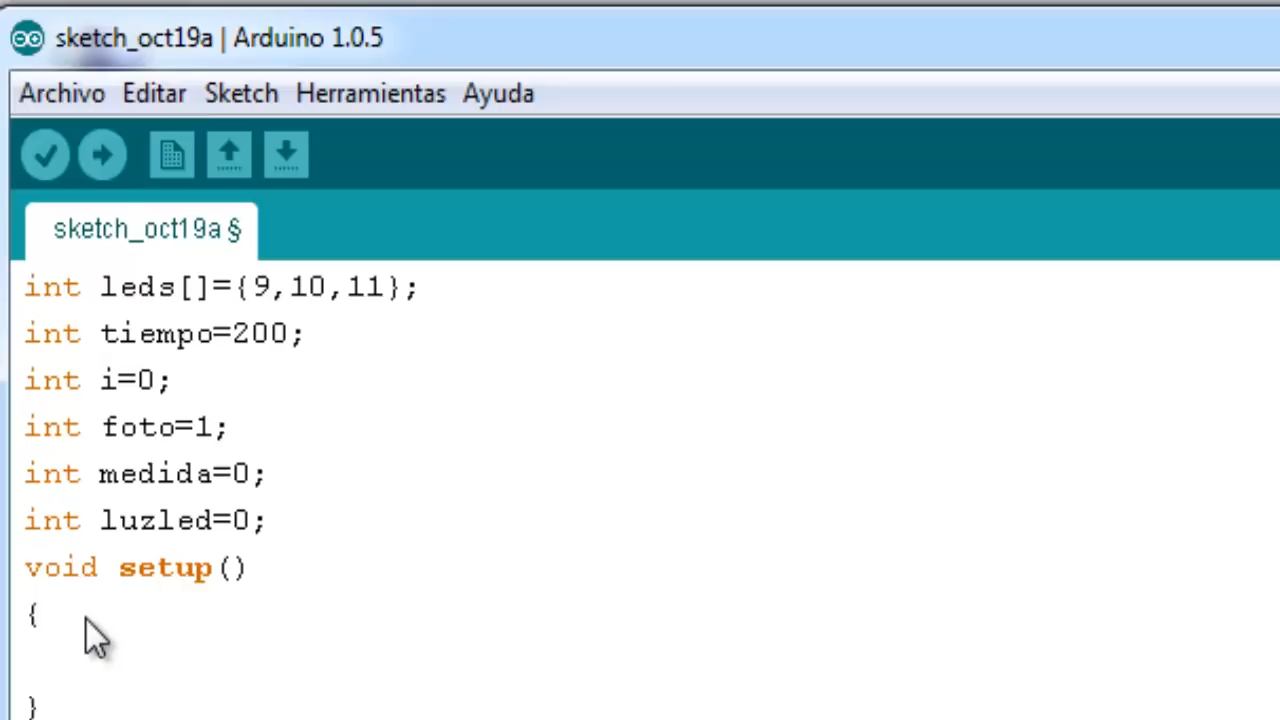 sketch_oct19a | Arduino 1.0.5
Archivo Editar Sketch Herramientas Ayuda
sketch_oct19a §
int leds[]={9,10,11};
int tiempo=200;
int i=0;
int foto=1;
int medida=0;
int luzled=0;
void setup()
{
}